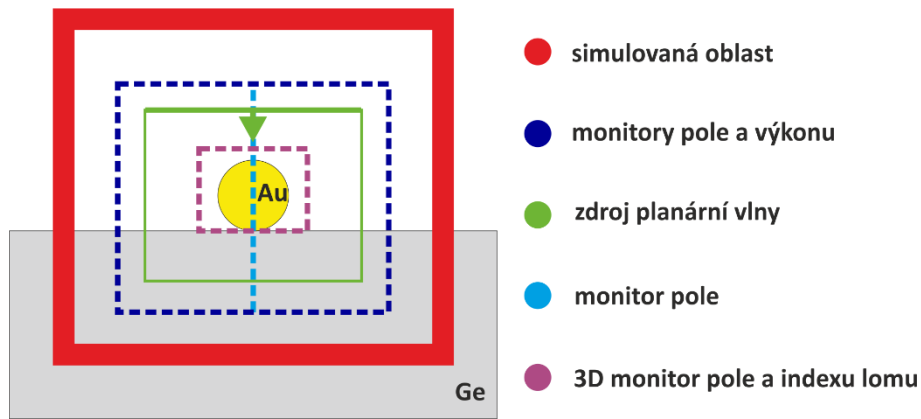 simulovaná oblast
monitory pole a výkonu
Au
zdroj planární vlny
monitor pole
Ge
3D monitor pole a indexu lomu